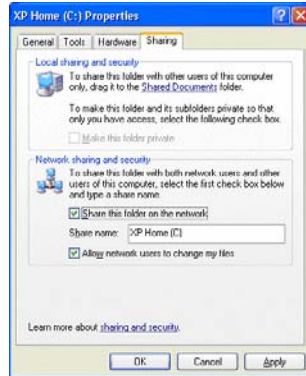 XP Home (C:) Properties
General Tools Hardware Sharing
Local sharing and security
To share this folder with other users of this computer
only, drag it to the Shared Documents folder.
To make this folder and its subfolders private so that
only you have access, select the following check box.
Make this folder private
Network sharing and security
To share this folder with both network users and other
users of this computer, select the first check box below
and type a share name.
Share this folder on the network
Share name: XP Home (C)
Allow network users to change my files
Learn more about sharing and security.
OK Cancel Apply